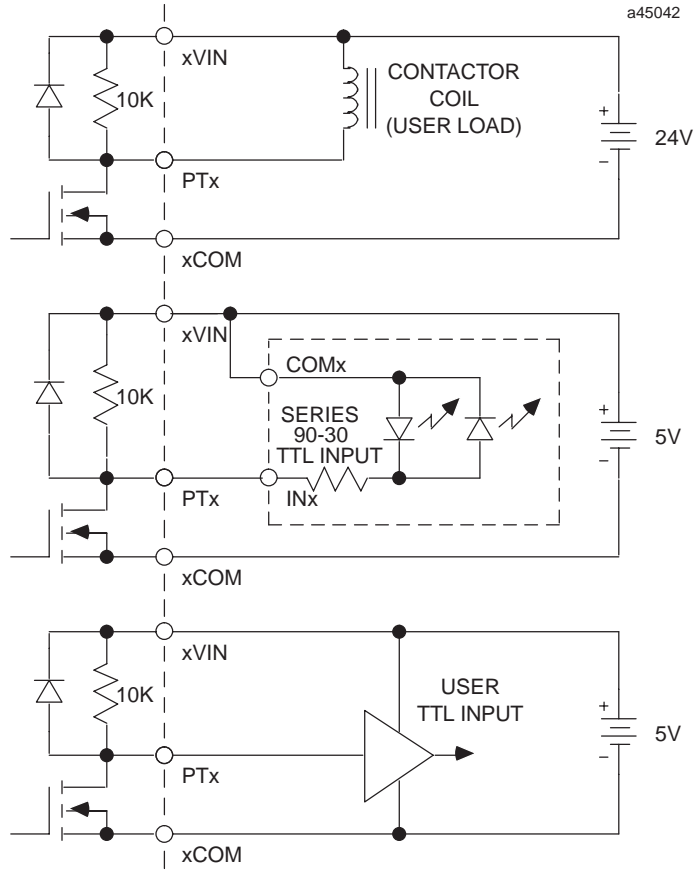 a45042
xVIN
10K
CONTACTOR
COIL
(USER LOAD)
+
24V
−
PTx
xCOM
xVIN
COMx
10K
SERIES
90-30
TTL INPUT
+
5V
−
PTx
INx
xCOM
xVIN
10K
USER
TTL INPUT
+
5V
−
PTx
xCOM